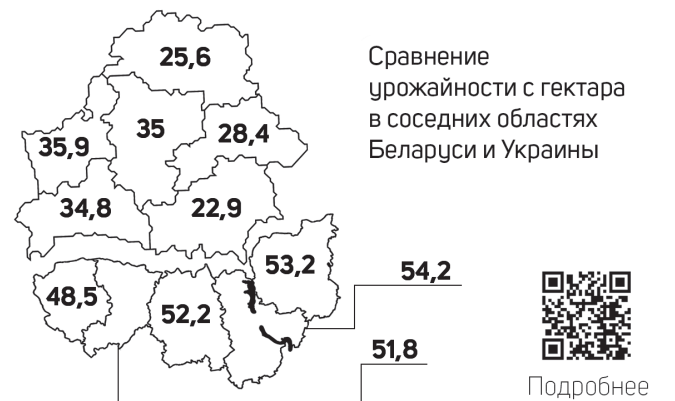 25,6
Сравнение
урожайности с гектара
в соседних областях
Беларуси и Украины
35
28,4
35,9
34,8
22,9
53,2
54,2
48,5
52,2
51,8
Подробнее